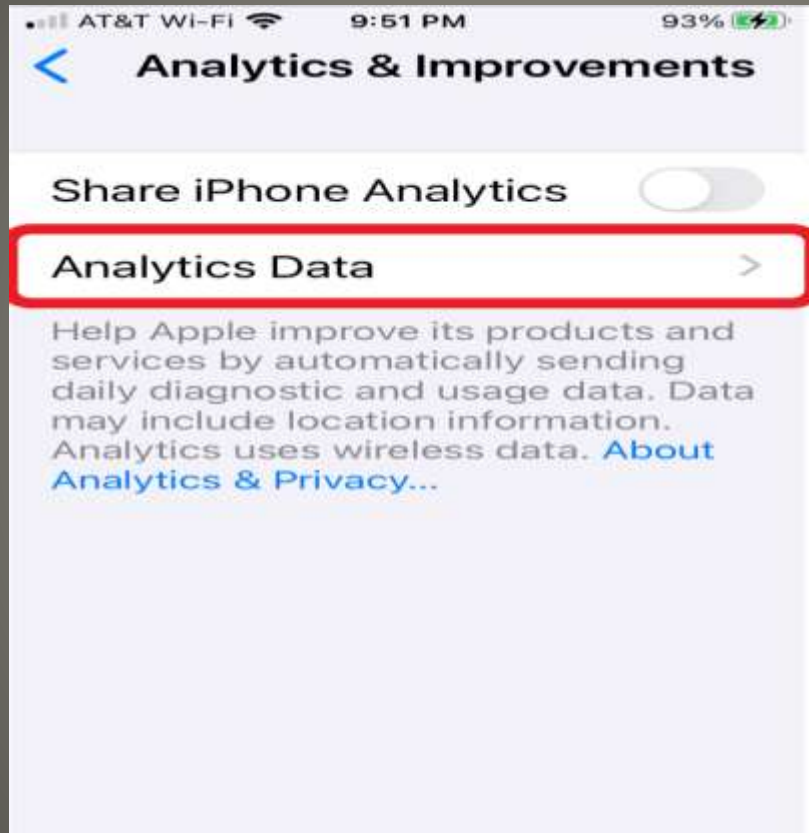 AT&T Wi-Fi 9:51 PM 93%
< Analytics & Improvements
Share iPhone Analytics
Analytics Data >
Help Apple improve its products and
services by automatically sending
daily diagnostic and usage data. Data
may include location information.
Analytics uses wireless data. About
Analytics & Privacy...